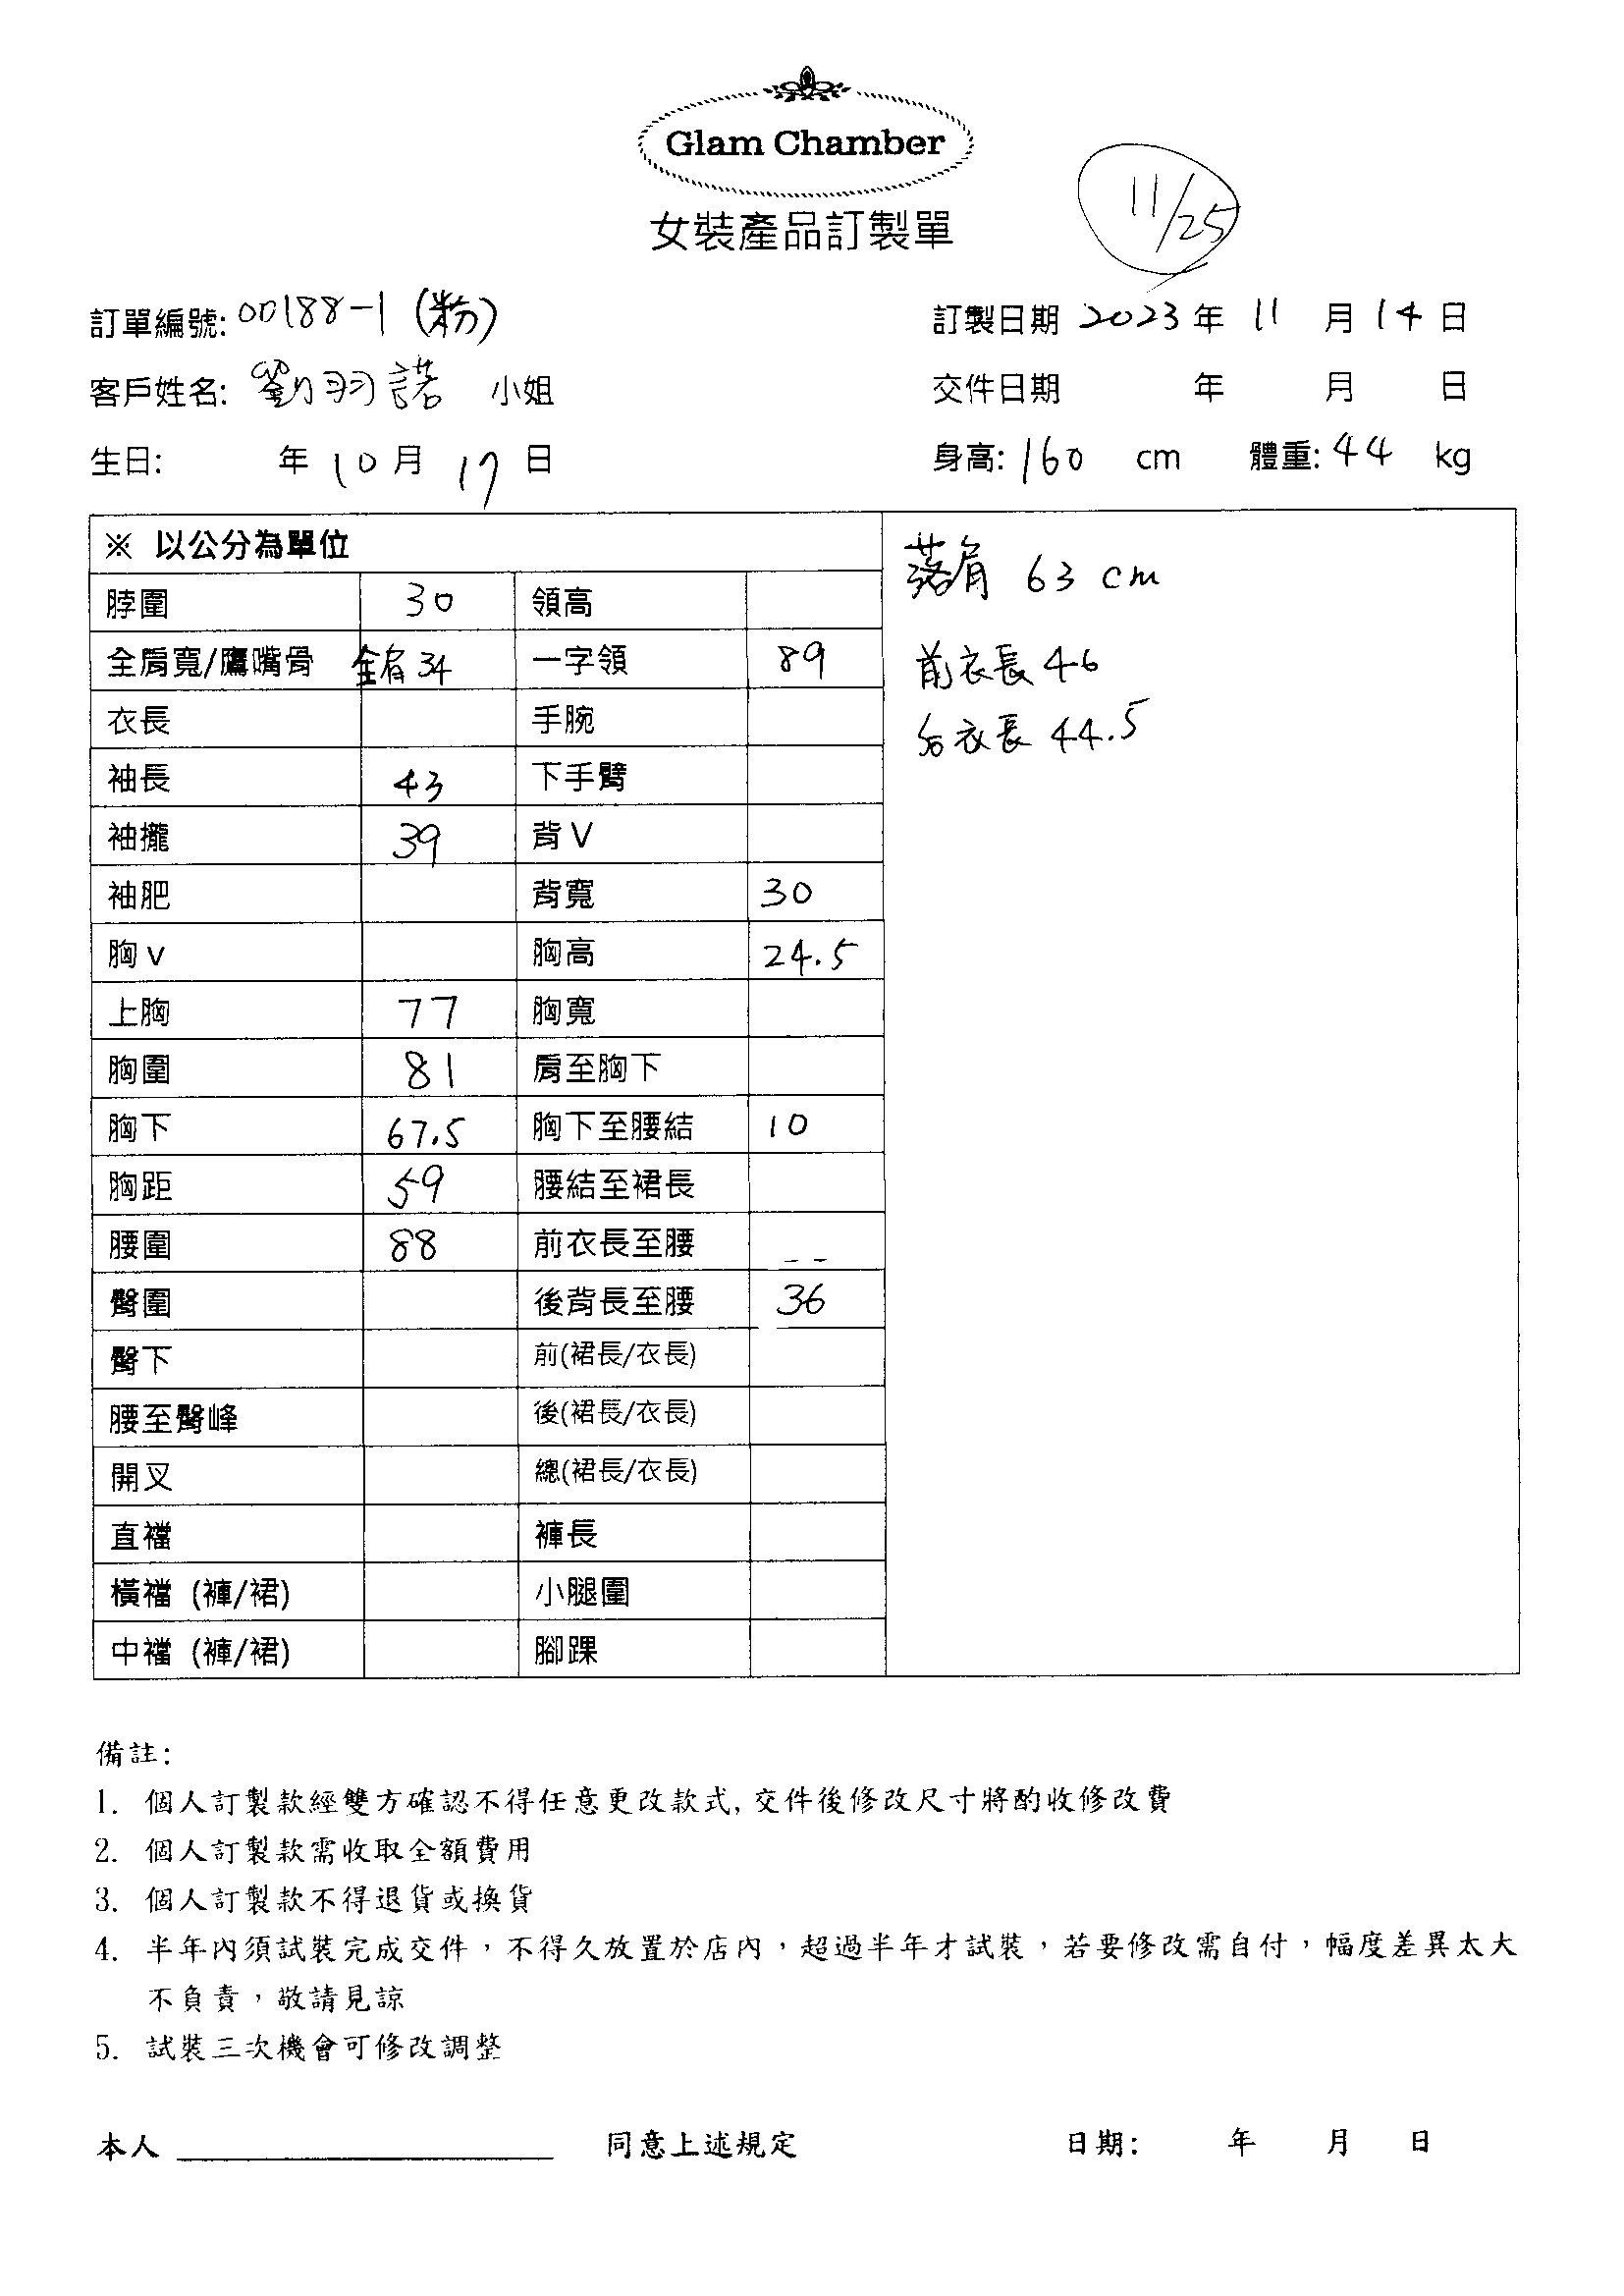 Glam Chamber
女裝產品訂製單
11/25
訂單編號: 00188-1 (粉)
訂製日期 2023 年 11 月 14 日
客戶姓名: 劉羽諾 小姐
交件日期 年 月 日
生日: 年 10 月 17 日
身高: 160 cm 體重: 44 kg
※ 以公分為單位
落肩 63 cm
前衣長 46
后衣長 44.5
脖圍 30 領高
全肩寬/鷹嘴骨 全肩 34 一字領 89
衣長 手腕
袖長 43 下手臂
袖攏 39 背V
袖肥 背寬 30
胸V 胸高 24.5
上胸 77 胸寬
胸圍 81 肩至胸下
胸下 67.5 胸下至腰結 10
胸距 59 腰結至裙長
腰圍 88 前衣長至腰
臀圍 後背長至腰 36
臀下 前(裙長/衣長)
腰至臀峰 後(裙長/衣長)
開叉 總(裙長/衣長)
直襠 褲長
橫襠 (褲/裙) 小腿圍
中襠 (褲/裙) 腳踝
備註:
1. 個人訂製款經雙方確認不得任意更改款式, 交件後修改尺寸將酌收修改費
2. 個人訂製款需收取全額費用
3. 個人訂製款不得退貨或換貨
4. 半年內須試裝完成交件，不得久放置於店內，超過半年才試裝，若要修改需自付，幅度差異太大
不負責，敬請見諒
5. 試裝三次機會可修改調整
本人 同意上述規定 日期: 年 月 日